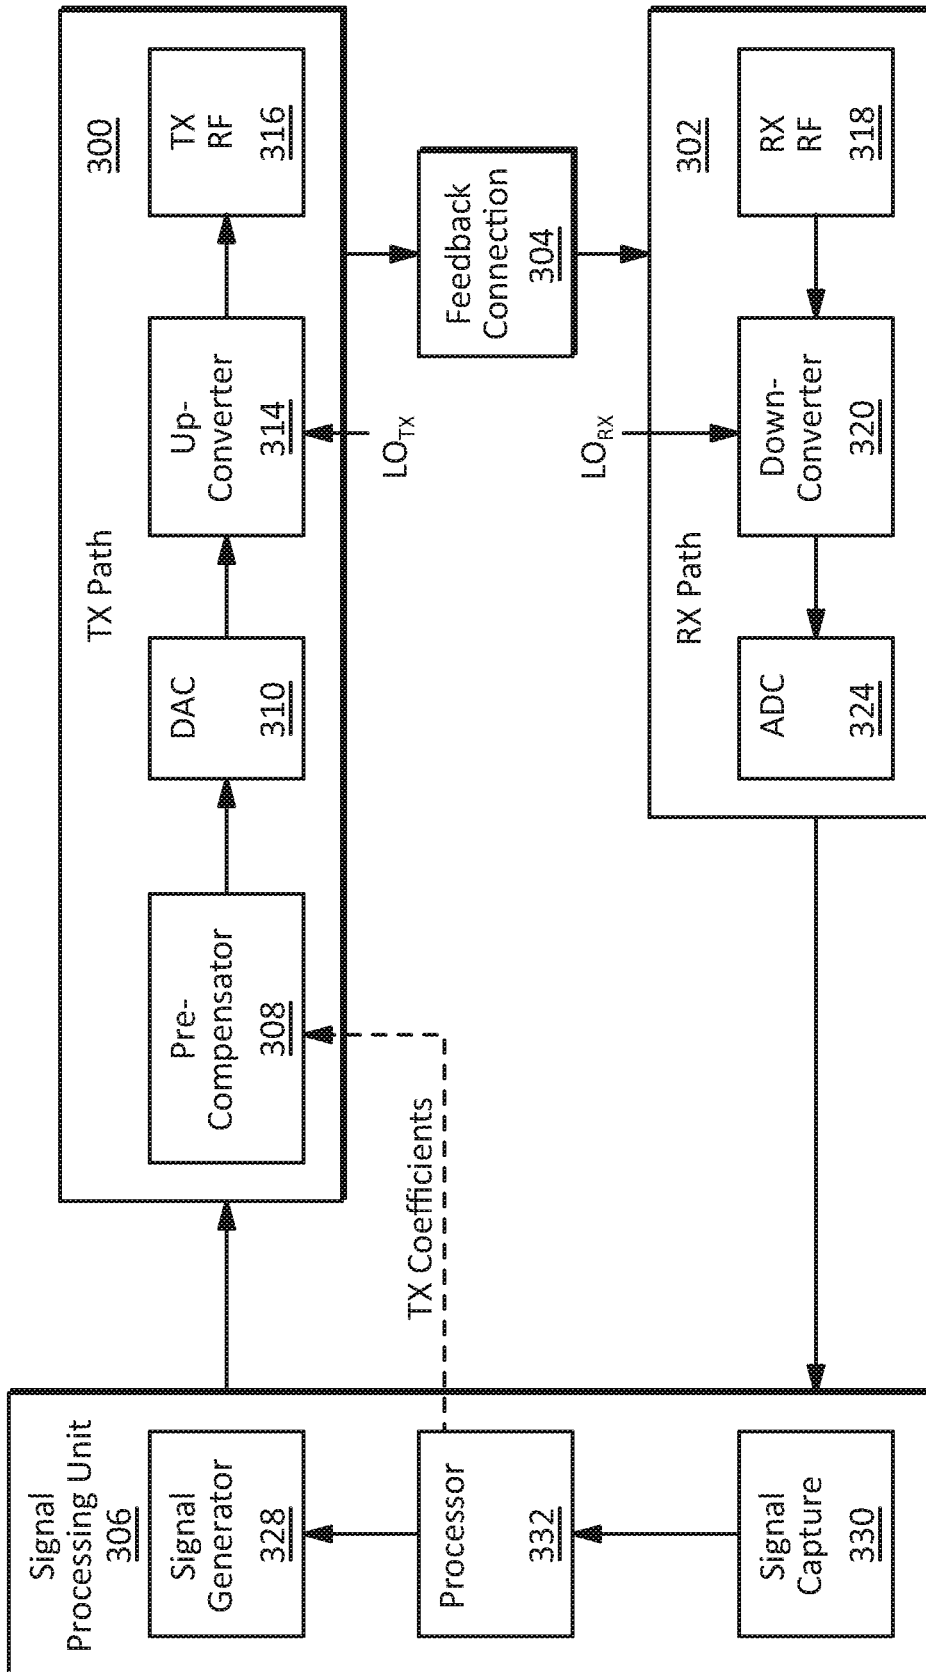 Signal
Processing Unit
306
Signal
Generator
328
Processor
332
Signal
Capture
330
TX Path
300
Pre-
Compensator
308
DAC
310
Up-
Converter
314
TX
RF
316
TX Coefficients
LO_TX
LO_RX
Feedback
Connection
304
RX Path
302
ADC
324
Down-
Converter
320
RX
RF
318